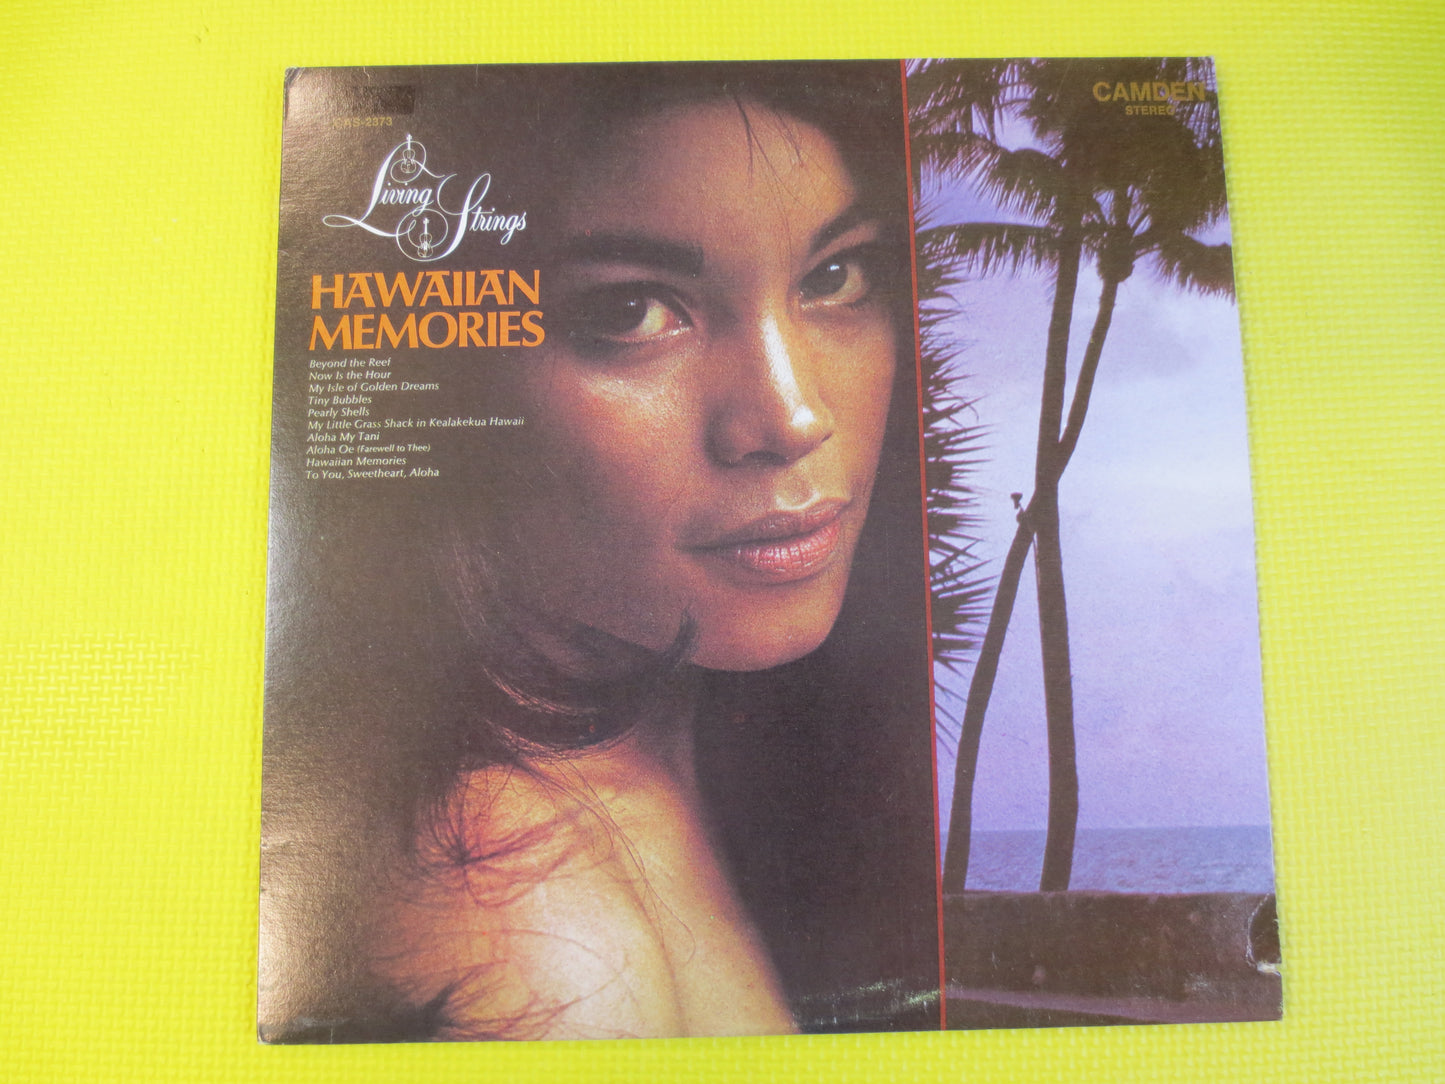 CAS-2373
CAMDEN
STEREO
Living Strings
HAWAIIAN
MEMORIES
Beyond the Reef
Now Is the Hour
My Isle of Golden Dreams
Tiny Bubbles
Pearly Shells
My Little Grass Shack in Kealakekua Hawaii
Aloha My Tani
Aloha Oe (Farewell to Thee)
Hawaiian Memories
To You, Sweetheart, Aloha